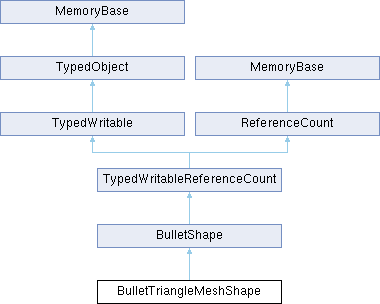 MemoryBase
TypedObject
MemoryBase
TypedWritable
ReferenceCount
TypedWritableReferenceCount
BulletShape
BulletTriangleMeshShape